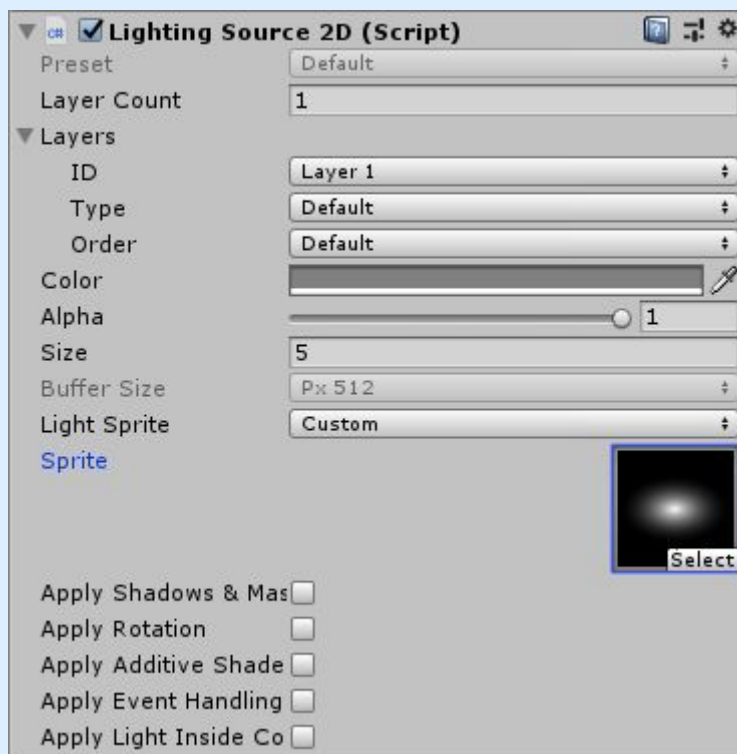 c# Lighting Source 2D (Script)
Preset Default
Layer Count 1
Layers
ID Layer 1
Type Default
Order Default
Color
Alpha 1
Size 5
Buffer Size Px 512
Light Sprite Custom
Sprite
Select
Apply Shadows & Mas
Apply Rotation
Apply Additive Shade
Apply Event Handling
Apply Light Inside Co